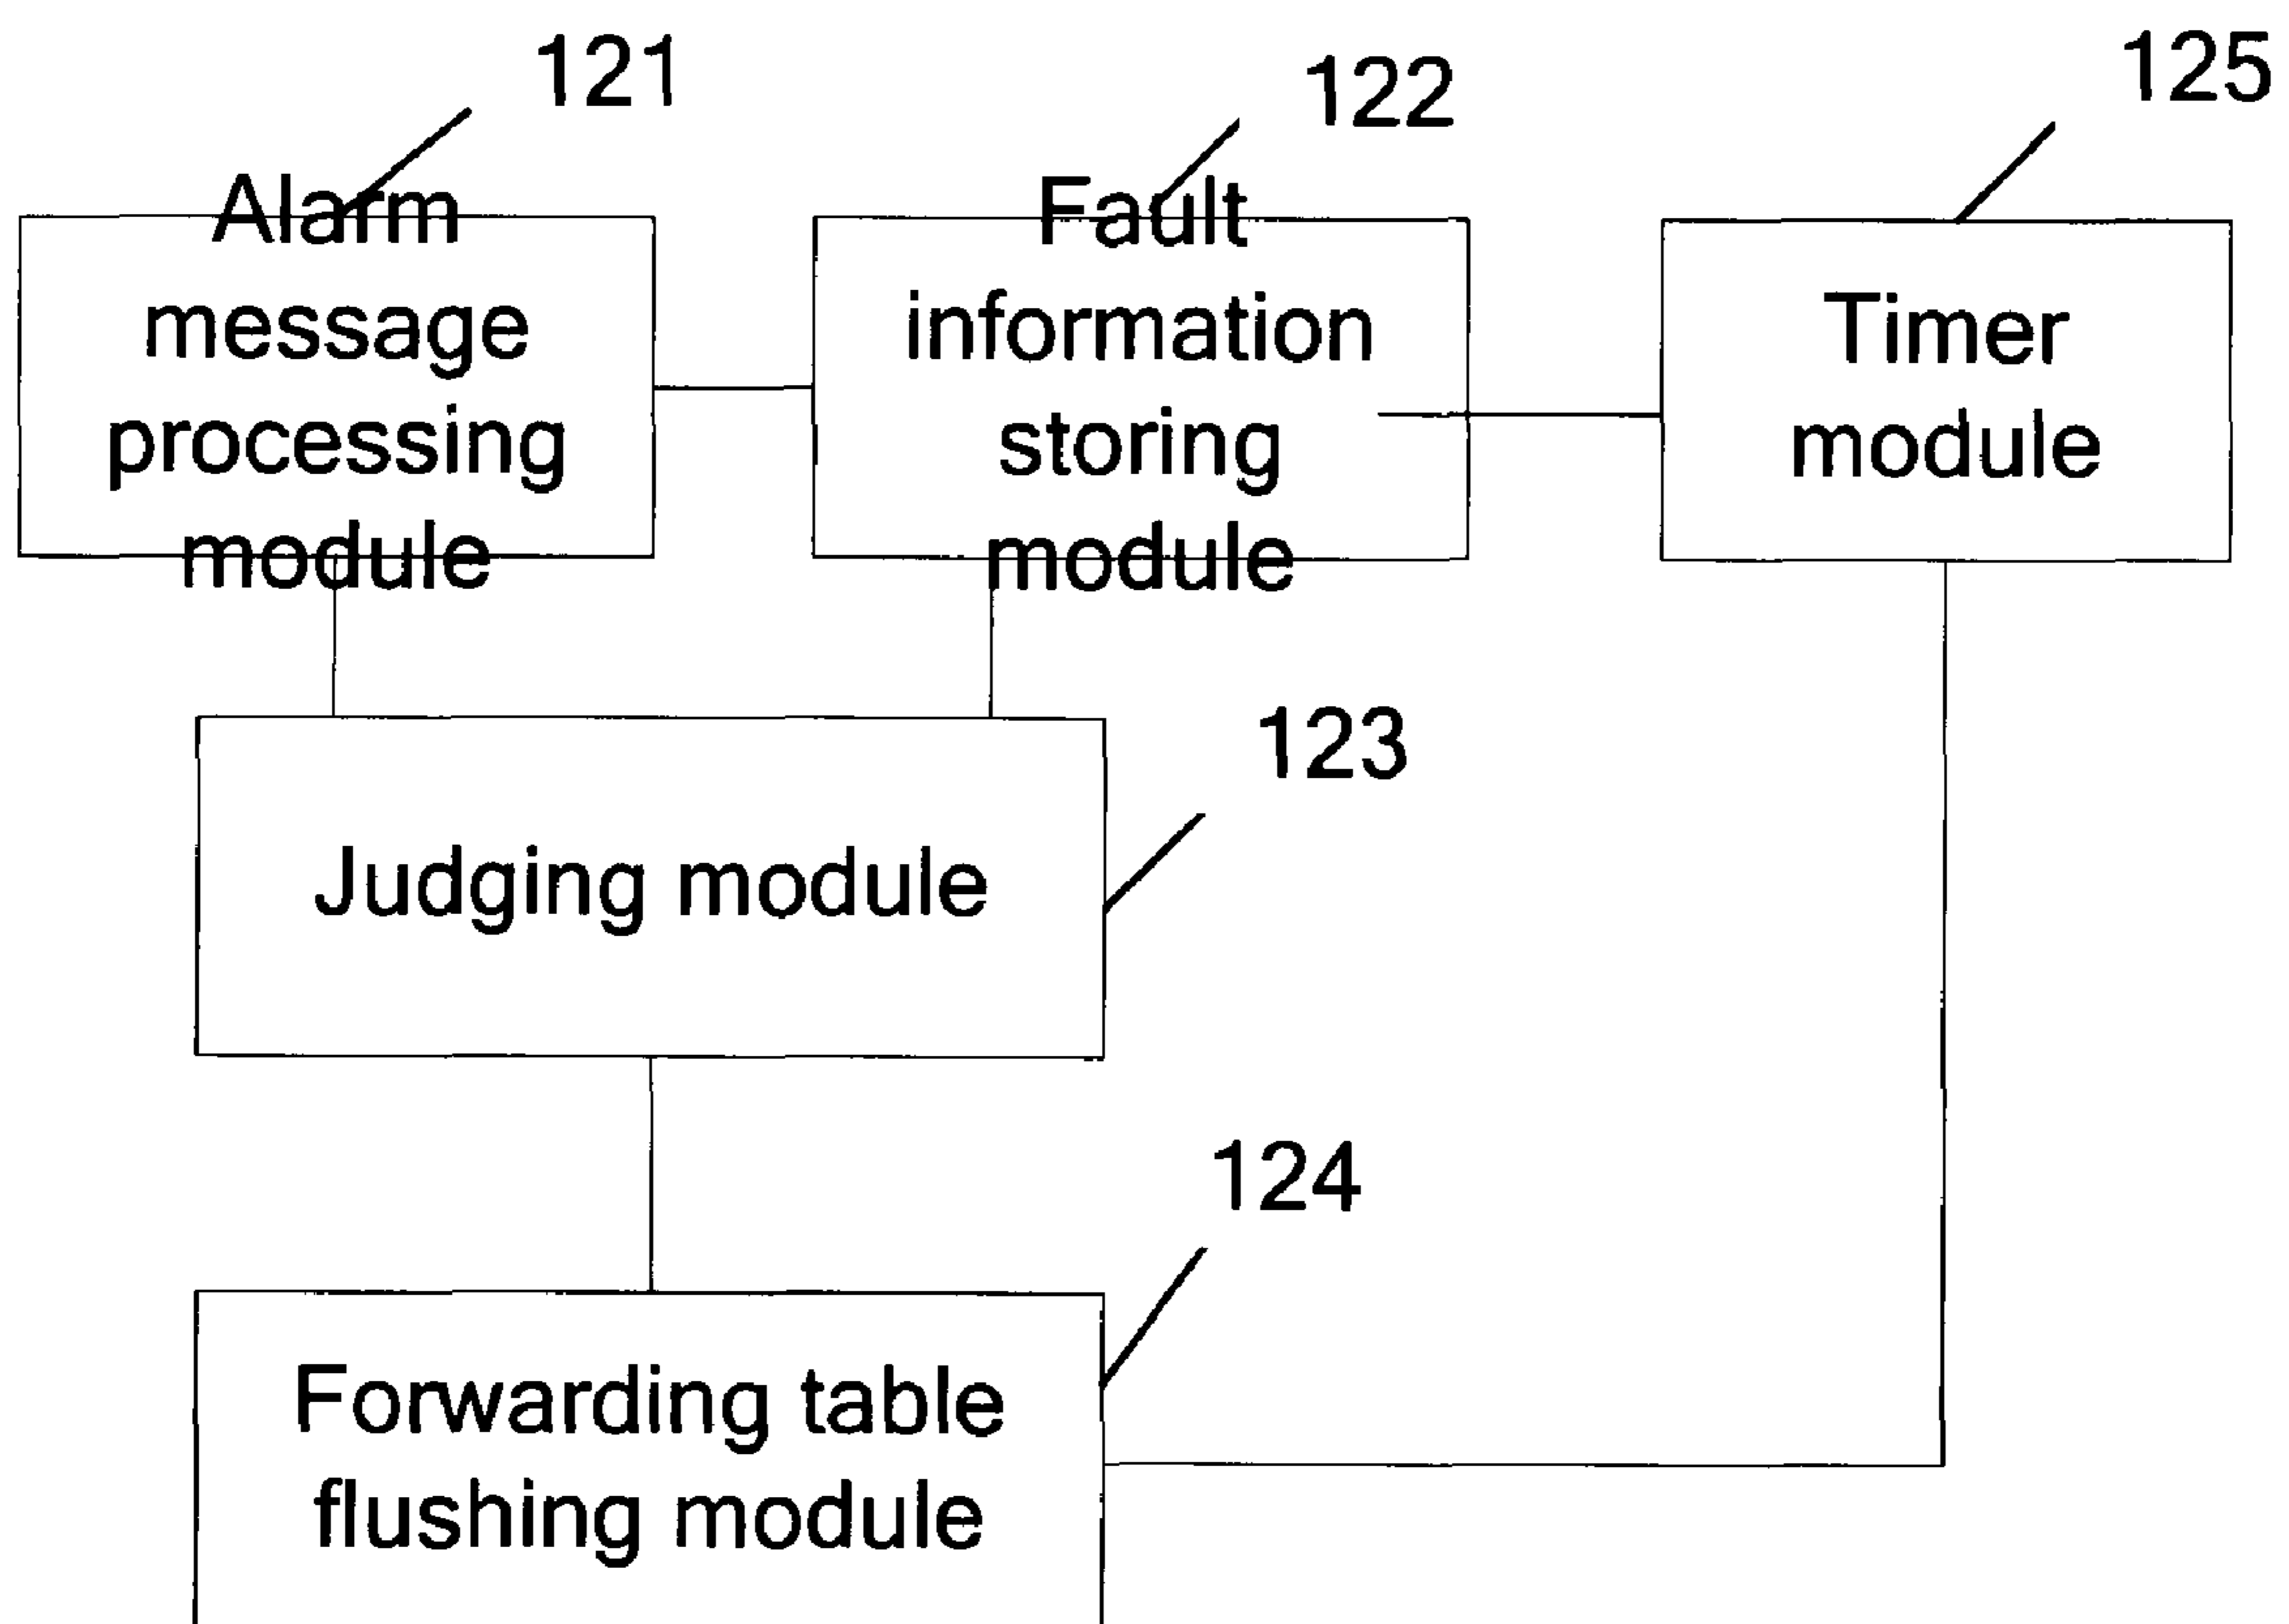 121
122
125
Alarm
message
processing
module
Fault
information
storing
module
Timer
module
123
Judging module
124
Forwarding table
flushing module